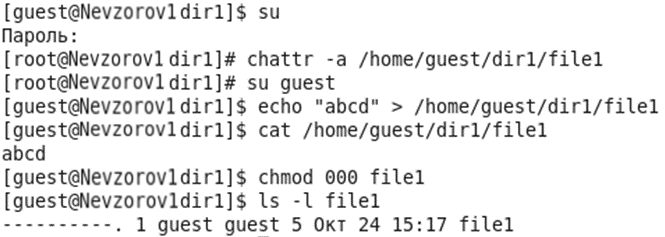 [guest@Nevzorov1 dir1]$ su
Пароль:
[root@Nevzorov1 dir1]# chattr -a /home/guest/dir1/file1
[root@Nevzorov1 dir1]# su guest
[guest@Nevzorov1 dir1]$ echo "abcd" > /home/guest/dir1/file1
[guest@Nevzorov1 dir1]$ cat /home/guest/dir1/file1
abcd
[guest@Nevzorov1 dir1]$ chmod 000 file1
[guest@Nevzorov1 dir1]$ ls -l file1
----------. 1 guest guest 5 Окт 24 15:17 file1